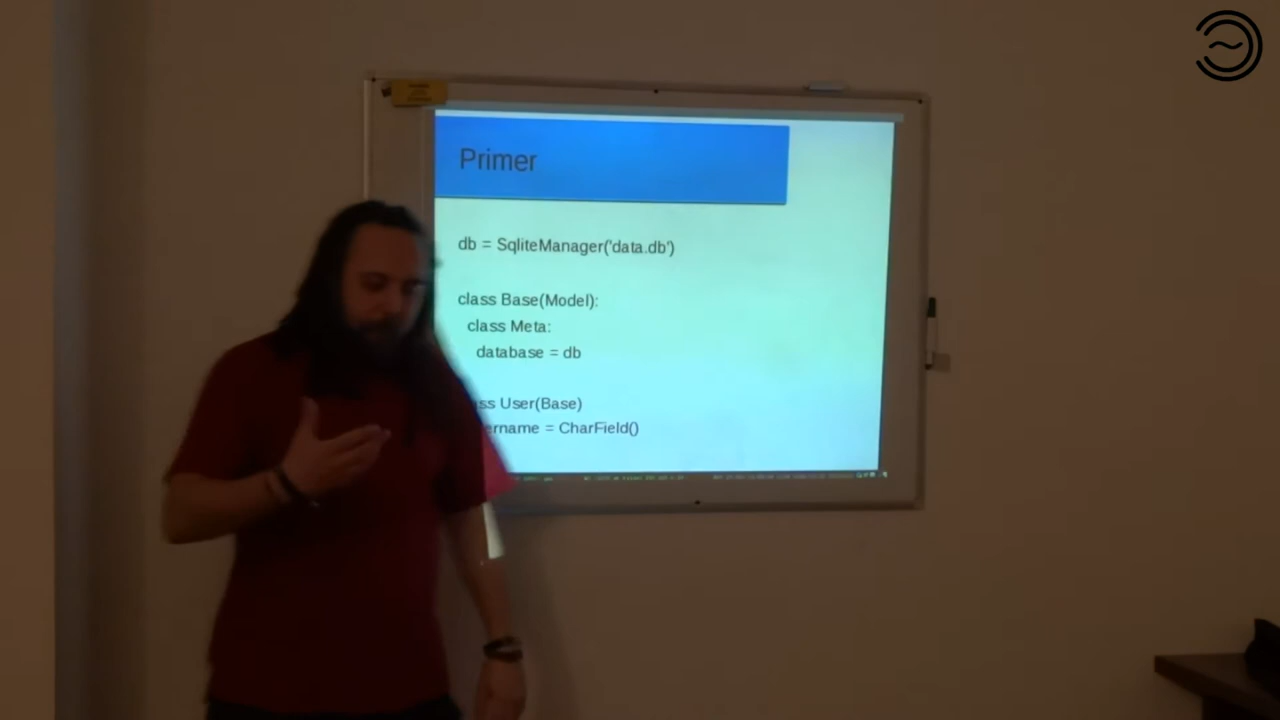 Primer
db = SqliteManager('data.db')
class Base(Model):
class Meta:
database = db
ss User(Base)
ername = CharField()